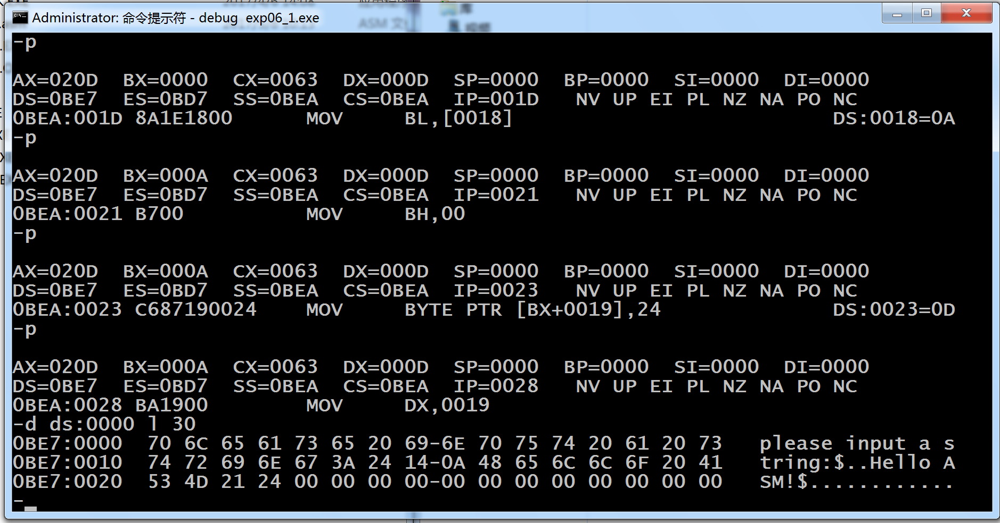 Administrator: 命令提示符 - debug  exp06_1.exe
-p
AX=020D  BX=0000  CX=0063  DX=000D  SP=0000  BP=0000  SI=0000  DI=0000
DS=0BE7  ES=0BD7  SS=0BEA  CS=0BEA  IP=001D   NV UP EI PL NZ NA PO NC
0BEA:001D 8A1E1800      MOV     BL,[0018]                          DS:0018=0A
-p
AX=020D  BX=000A  CX=0063  DX=000D  SP=0000  BP=0000  SI=0000  DI=0000
DS=0BE7  ES=0BD7  SS=0BEA  CS=0BEA  IP=0021   NV UP EI PL NZ NA PO NC
0BEA:0021 B700          MOV     BH,00
-p
AX=020D  BX=000A  CX=0063  DX=000D  SP=0000  BP=0000  SI=0000  DI=0000
DS=0BE7  ES=0BD7  SS=0BEA  CS=0BEA  IP=0023   NV UP EI PL NZ NA PO NC
0BEA:0023 C687190024    MOV     BYTE PTR [BX+0019],24              DS:0023=0D
-p
AX=020D  BX=000A  CX=0063  DX=000D  SP=0000  BP=0000  SI=0000  DI=0000
DS=0BE7  ES=0BD7  SS=0BEA  CS=0BEA  IP=0028   NV UP EI PL NZ NA PO NC
0BEA:0028 BA1900        MOV     DX,0019
-d ds:0000 l 30
0BE7:0000  70 6C 65 61 73 65 20 69-6E 70 75 74 20 61 20 73   please input a s
0BE7:0010  74 72 69 6E 67 3A 24 14-0A 48 65 6C 6C 6F 20 41   tring:$..Hello A
0BE7:0020  53 4D 21 24 00 00 00 00-00 00 00 00 00 00 00 00   SM!$............
-